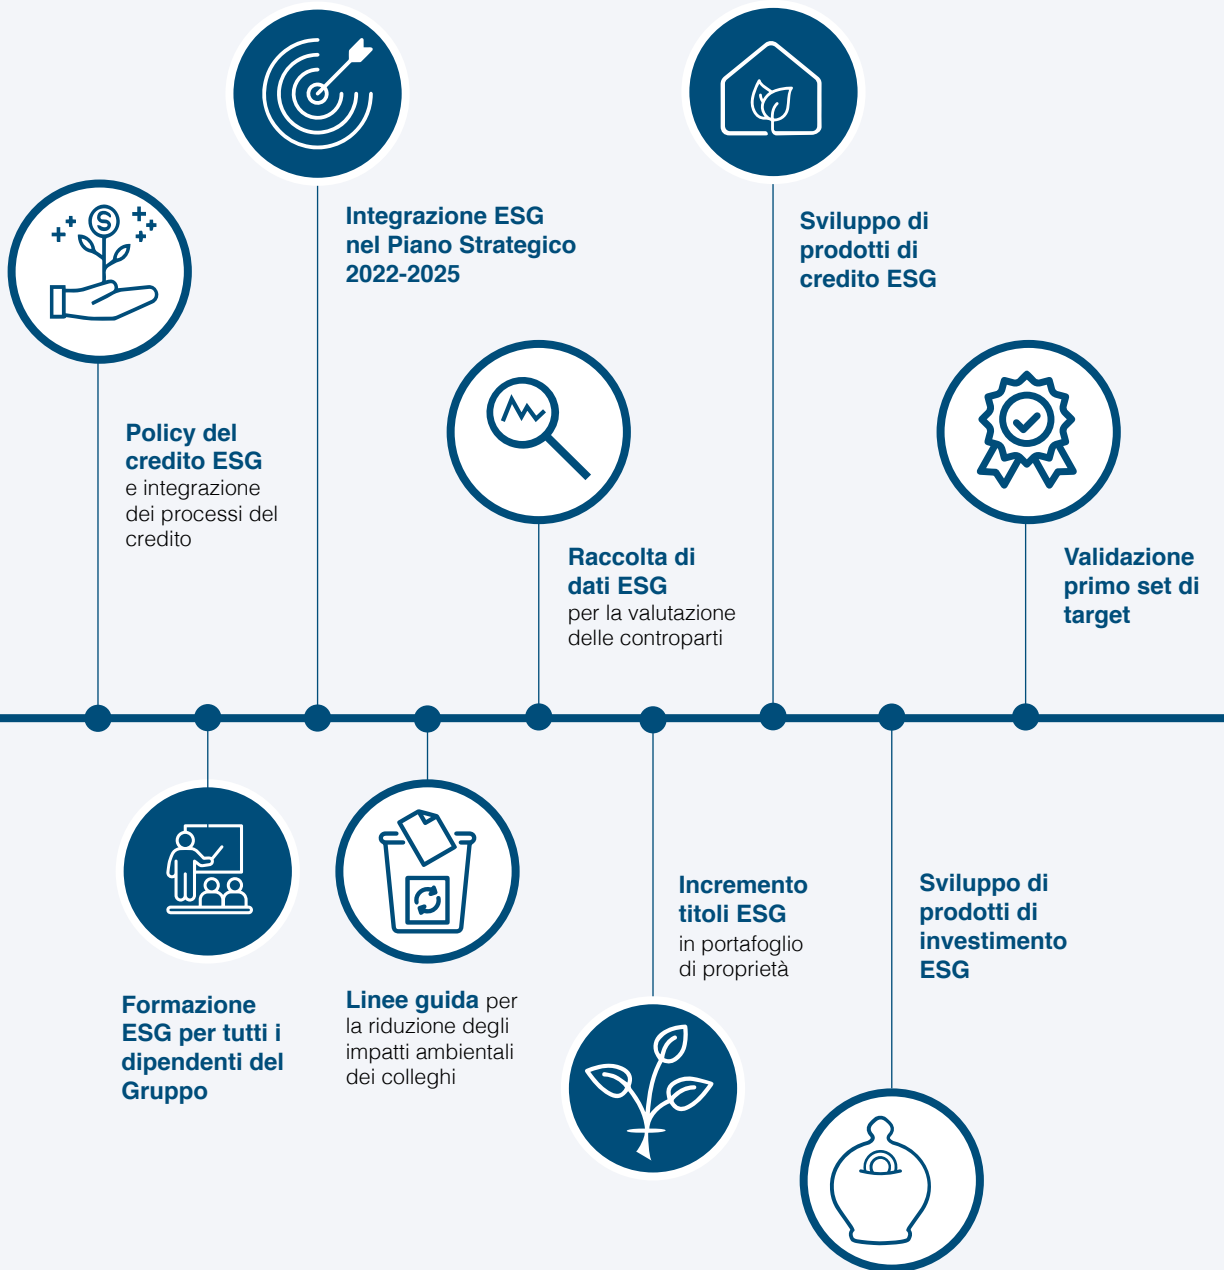 Integrazione ESG
nel Piano Strategico
2022-2025
Sviluppo di
prodotti di
credito ESG
Policy del
credito ESG
e integrazione
dei processi del
credito
Raccolta di
dati ESG
per la valutazione
delle controparti
Validazione
primo set di
target
Formazione
ESG per tutti i
dipendenti del
Gruppo
Linee guida per
la riduzione degli
impatti ambientali
dei colleghi
Incremento
titoli ESG
in portafoglio
di proprietà
Sviluppo di
prodotti di
investimento
ESG